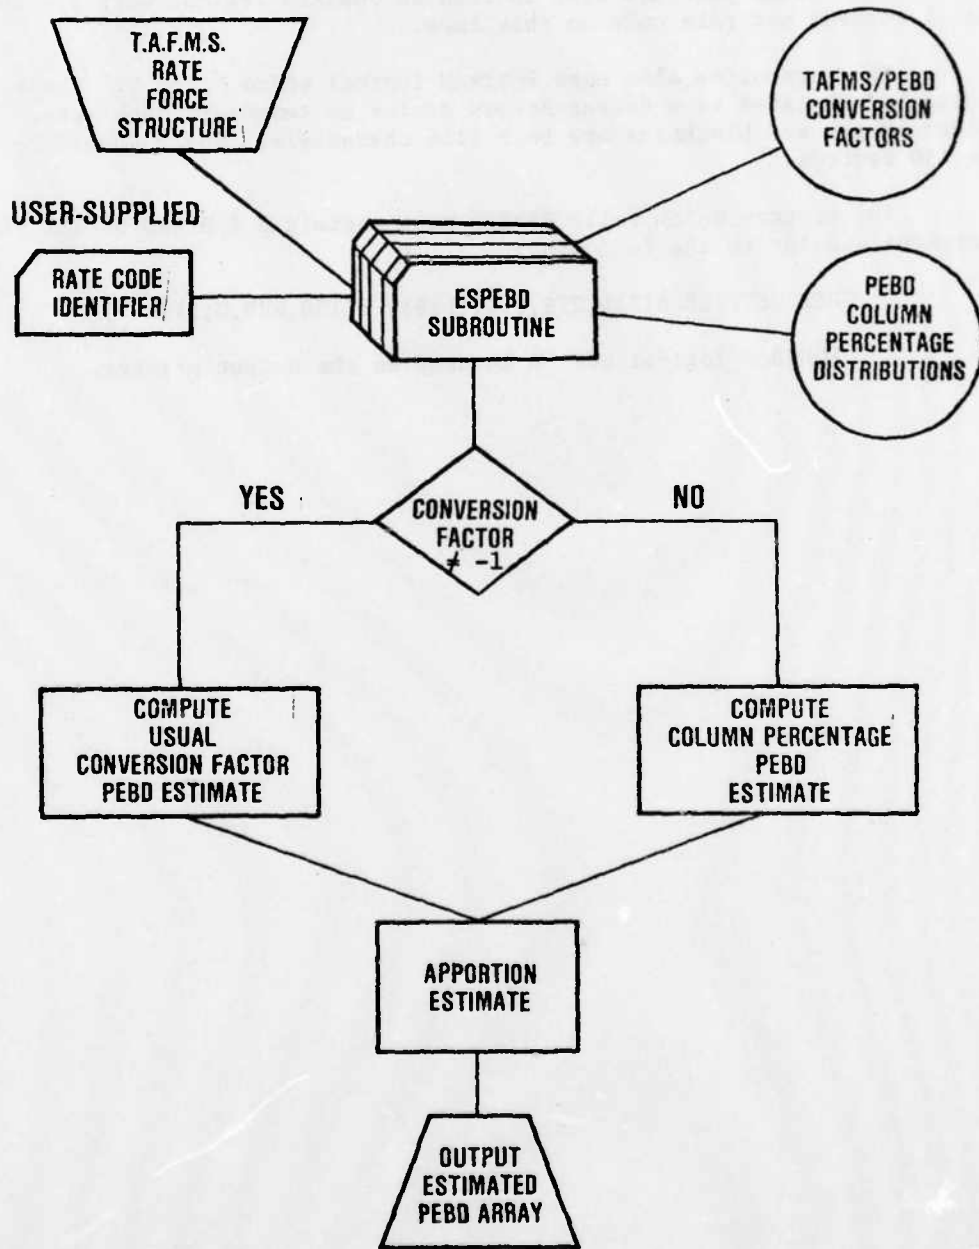 T.A.F.M.S.
RATE
FORCE
STRUCTURE
TAFMS/PEBD
CONVERSION
FACTORS
USER-SUPPLIED
RATE CODE
IDENTIFIER
ESPEBD
SUBROUTINE
PEBD
COLUMN
PERCENTAGE
DISTRIBUTIONS
YES
CONVERSION
FACTOR
≠ -1
NO
COMPUTE
USUAL
CONVERSION FACTOR
PEBD ESTIMATE
COMPUTE
COLUMN PERCENTAGE
PEBD
ESTIMATE
APPORTION
ESTIMATE
OUTPUT
ESTIMATED
PEBD ARRAY